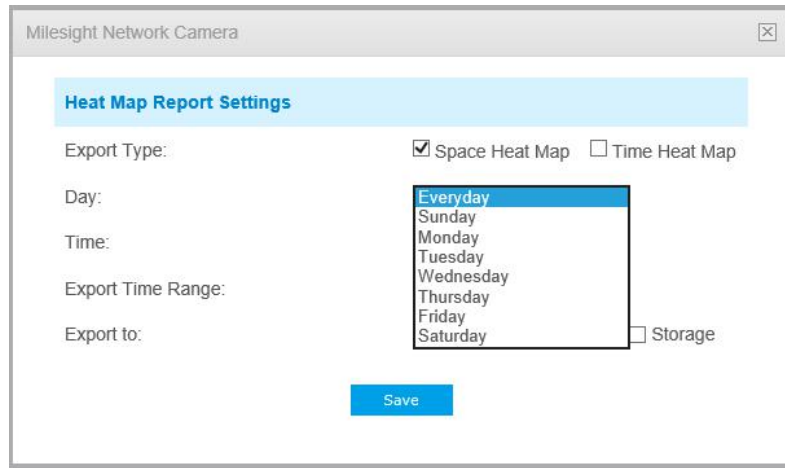 Milesight Network Camera
Heat Map Report Settings
Export Type:
Space Heat Map
Time Heat Map
Day:
Everyday
Sunday
Monday
Tuesday
Wednesday
Thursday
Friday
Saturday
Time:
Export Time Range:
Export to:
Storage
Save